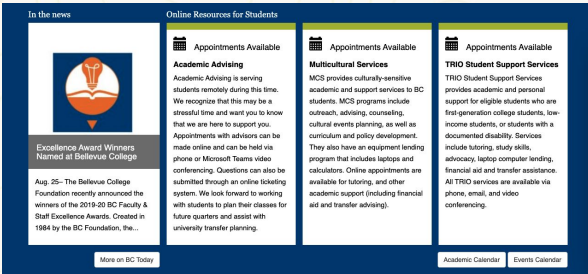 In the news
Online Resources for Students
Excellence Award Winners
Named at Bellevue College
Aug. 25– The Bellevue College
Foundation recently announced the
winners of the 2019-20 BC Faculty &
Staff Excellence Awards. Created in
1984 by the BC Foundation, the...
More on BC Today
Appointments Available
Academic Advising
Academic Advising is serving
students remotely during this time.
We recognize that this may be a
stressful time and want you to know
that we are here to support you.
Appointments with advisors can be
made online and can be held via
phone or Microsoft Teams video
conferencing. Questions can also be
submitted through an online ticketing
system. We look forward to working
with students to plan their classes for
future quarters and assist with
university transfer planning.
Appointments Available
Multicultural Services
MCS provides culturally-sensitive
academic and support services to BC
students. MCS programs include
outreach, advising, counseling,
cultural events planning, as well as
curriculum and policy development.
They also have an equipment lending
program that includes laptops and
calculators. Online appointments are
available for tutoring, and other
academic support (including financial
aid and transfer advising).
Appointments Available
TRIO Student Support Services
TRIO Student Support Services
provides academic and personal
support for eligible students who are
first-generation college students, low-
income students, or students with a
documented disability. Services
include tutoring, study skills,
advocacy, laptop computer lending,
financial aid and transfer assistance.
All TRIO services are available via
phone, email, and video
conferencing.
Academic Calendar
Events Calendar